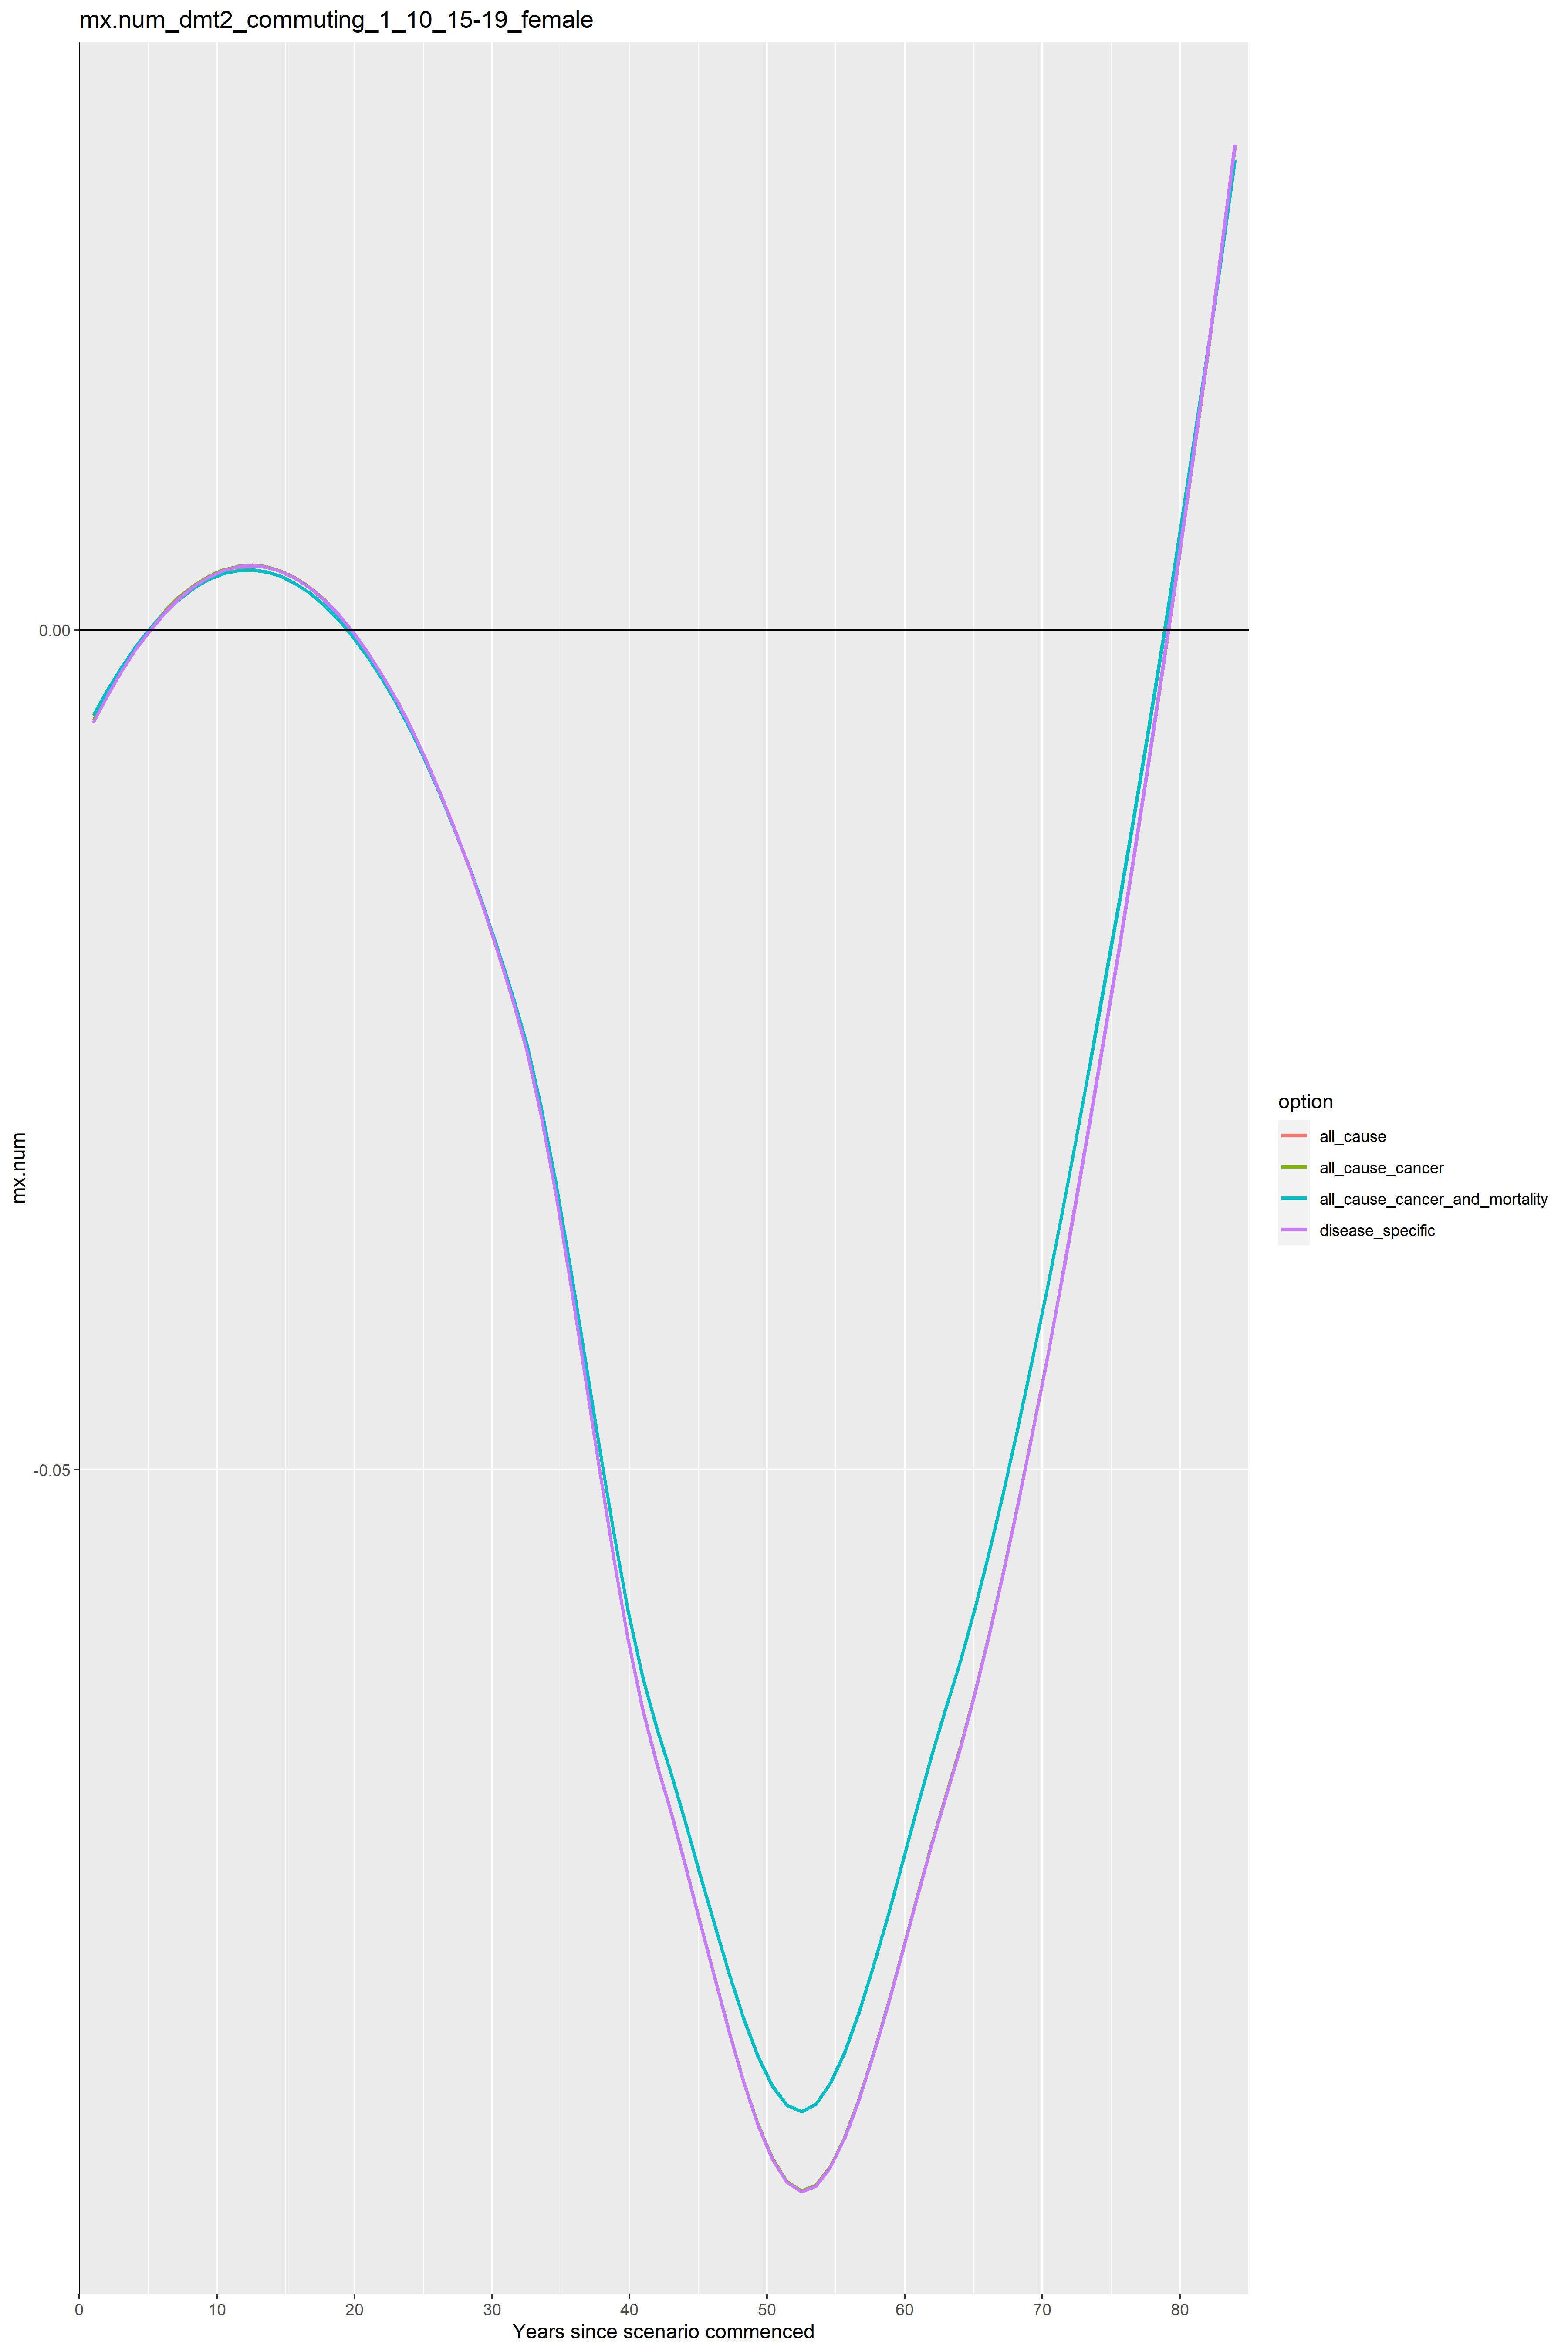 mx.num_dmt2_commuting_1_10_15-19_female
mx.num
0.00
-0.05
0 10 20 30 40 50 60 70 80
Years since scenario commenced
option
all_cause
all_cause_cancer
all_cause_cancer_and_mortality
disease_specific